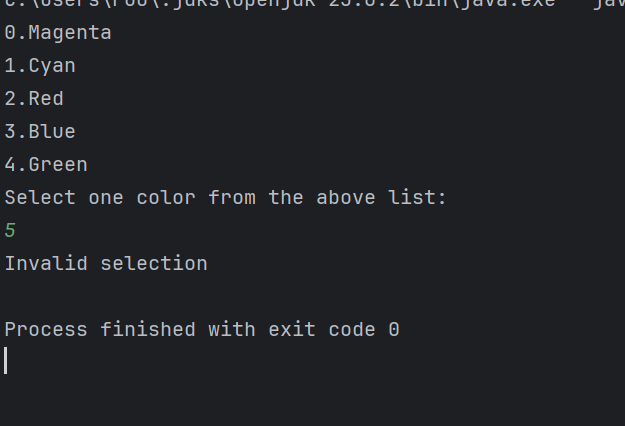 0.Magenta
1.Cyan
2.Red
3.Blue
4.Green
Select one color from the above list:
5
Invalid selection
Process finished with exit code 0